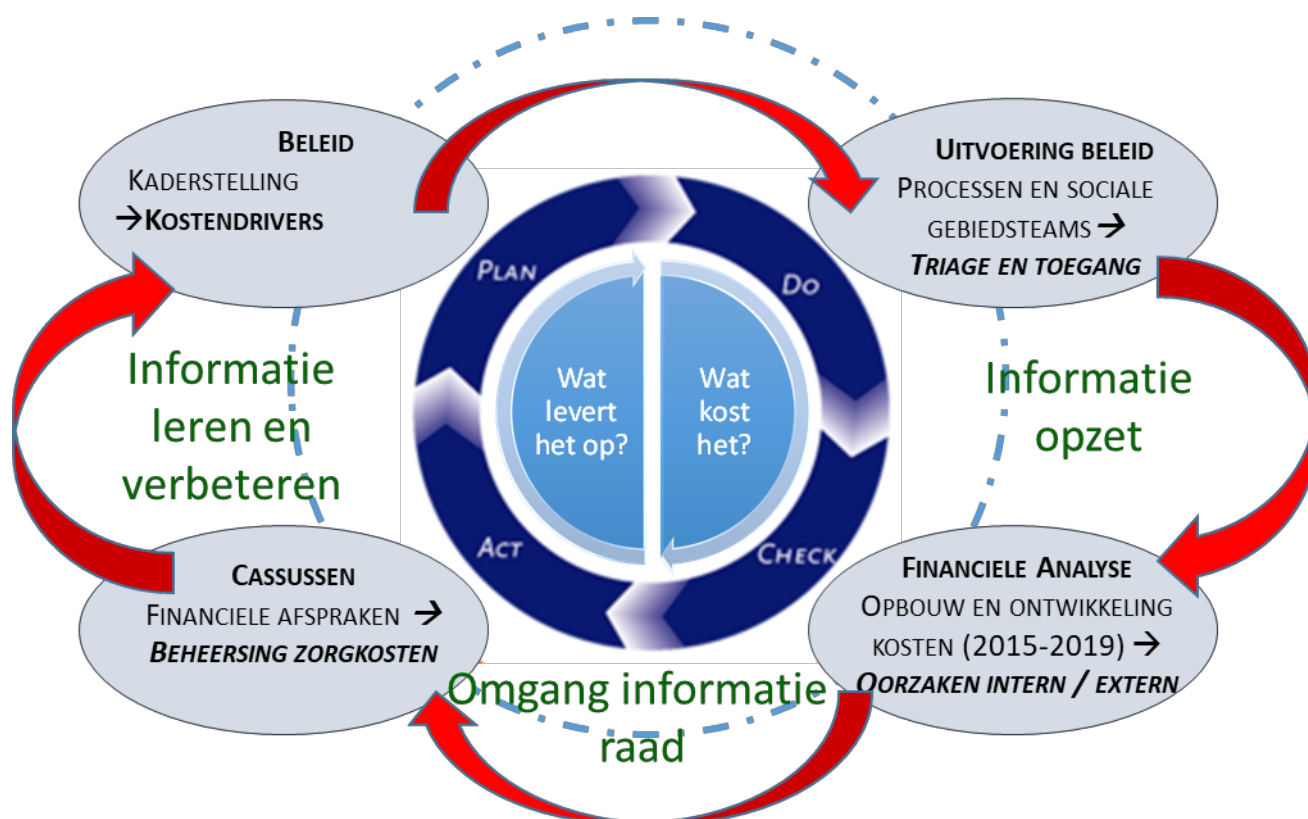 BELEID
KADERSTELLING
→KOSTENDRIVERS
UITVOERING BELEID
PROCESSEN EN SOCIALE
GEBIEDSTEAMS →
TRIAGE EN TOEGANG
PLAN
DO
Wat
levert
het op?
Wat
kost
het?
Informatie
leren en
verbeteren
Informatie
opzet
ACT
CHECK
CASSUSSEN
FINANCIELE AFSPRAKEN →
BEHEERSING ZORGKOSTEN
FINANCIELE ANALYSE
OPBOUW EN ONTWIKKELING
KOSTEN (2015-2019) →
OORZAKEN INTERN / EXTERN
Omgang informatie
raad